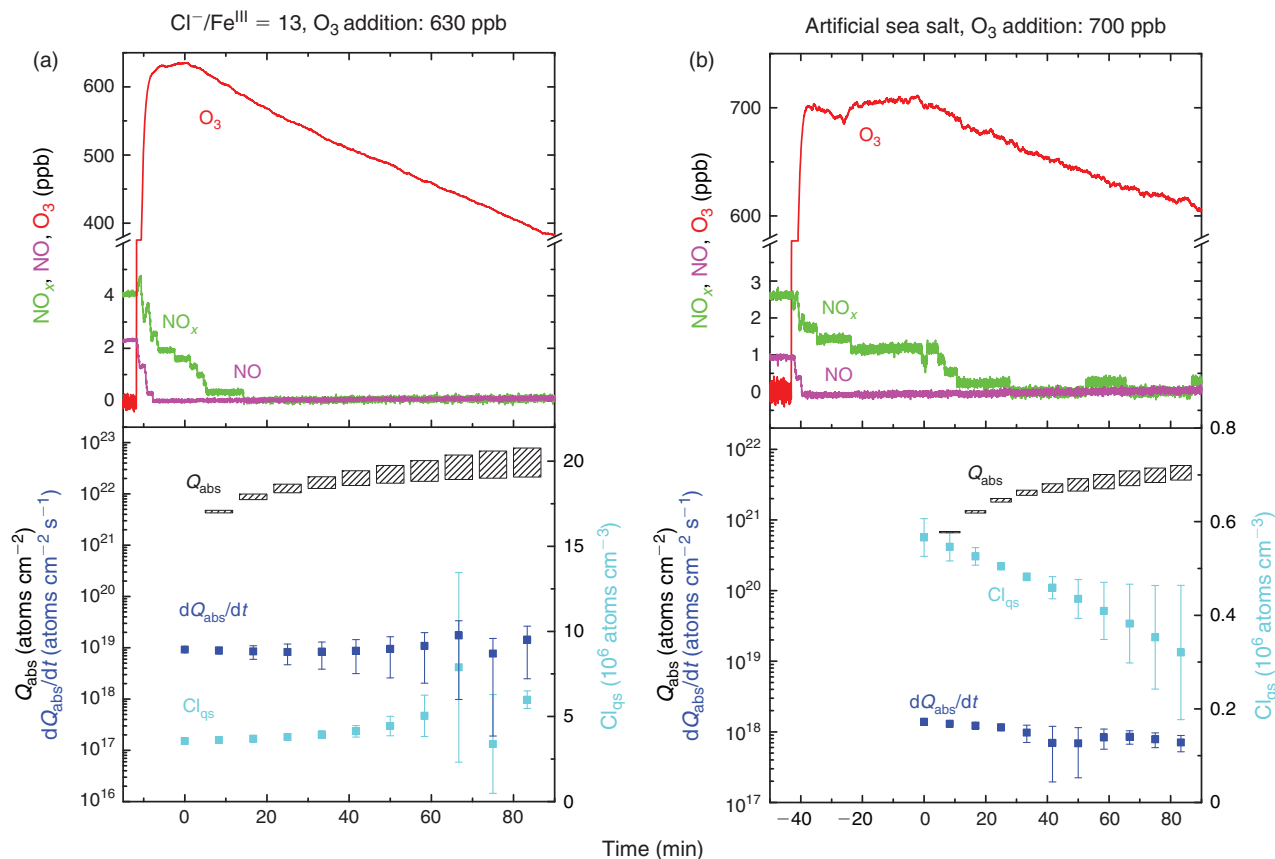 Cl⁻/Feᴵᴵᴵ = 13, O₃ addition: 630 ppb
(a)
NOₓ, NO, O₃ (ppb)
600
500
400
4
2
0
O₃
NOₓ
NO
Q_abs (atoms cm⁻²)
dQ_abs/dt (atoms cm⁻² s⁻¹)
10²³
10²²
10²¹
10²⁰
10¹⁹
10¹⁸
10¹⁷
10¹⁶
Q_abs
dQ_abs/dt
Cl_qs
20
15
10
5
0
Cl_qs (10⁶ atoms cm⁻³)
0
20
40
60
80
Artificial sea salt, O₃ addition: 700 ppb
(b)
NOₓ, NO, O₃ (ppb)
700
600
3
2
1
0
O₃
NOₓ
NO
Q_abs (atoms cm⁻²)
dQ_abs/dt (atoms cm⁻² s⁻¹)
10²²
10²¹
10²⁰
10¹⁹
10¹⁸
10¹⁷
Q_abs
Cl_qs
dQ_abs/dt
0.8
0.6
0.4
0.2
0
Cl_qs (10⁶ atoms cm⁻³)
−40
−20
0
20
40
60
80
Time (min)